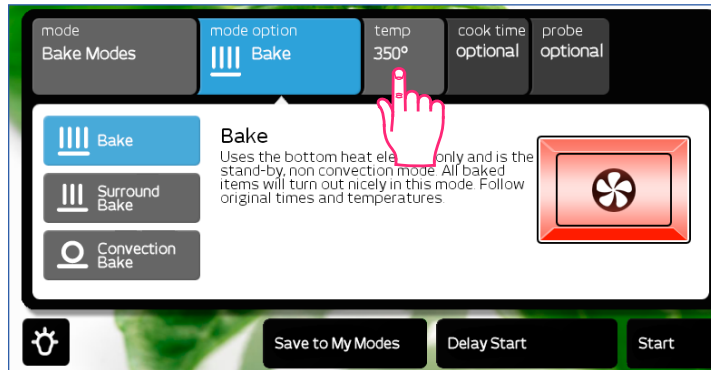 mode
Bake Modes
mode option
Bake
temp
350º
cook time
optional
probe
optional
Bake
Surround
Bake
Convection
Bake
Bake
Uses the bottom heat ele only and is the
stand-by, non convection mode. All baked
items will turn out nicely in this mode. Follow
original times and temperatures.
Save to My Modes
Delay Start
Start